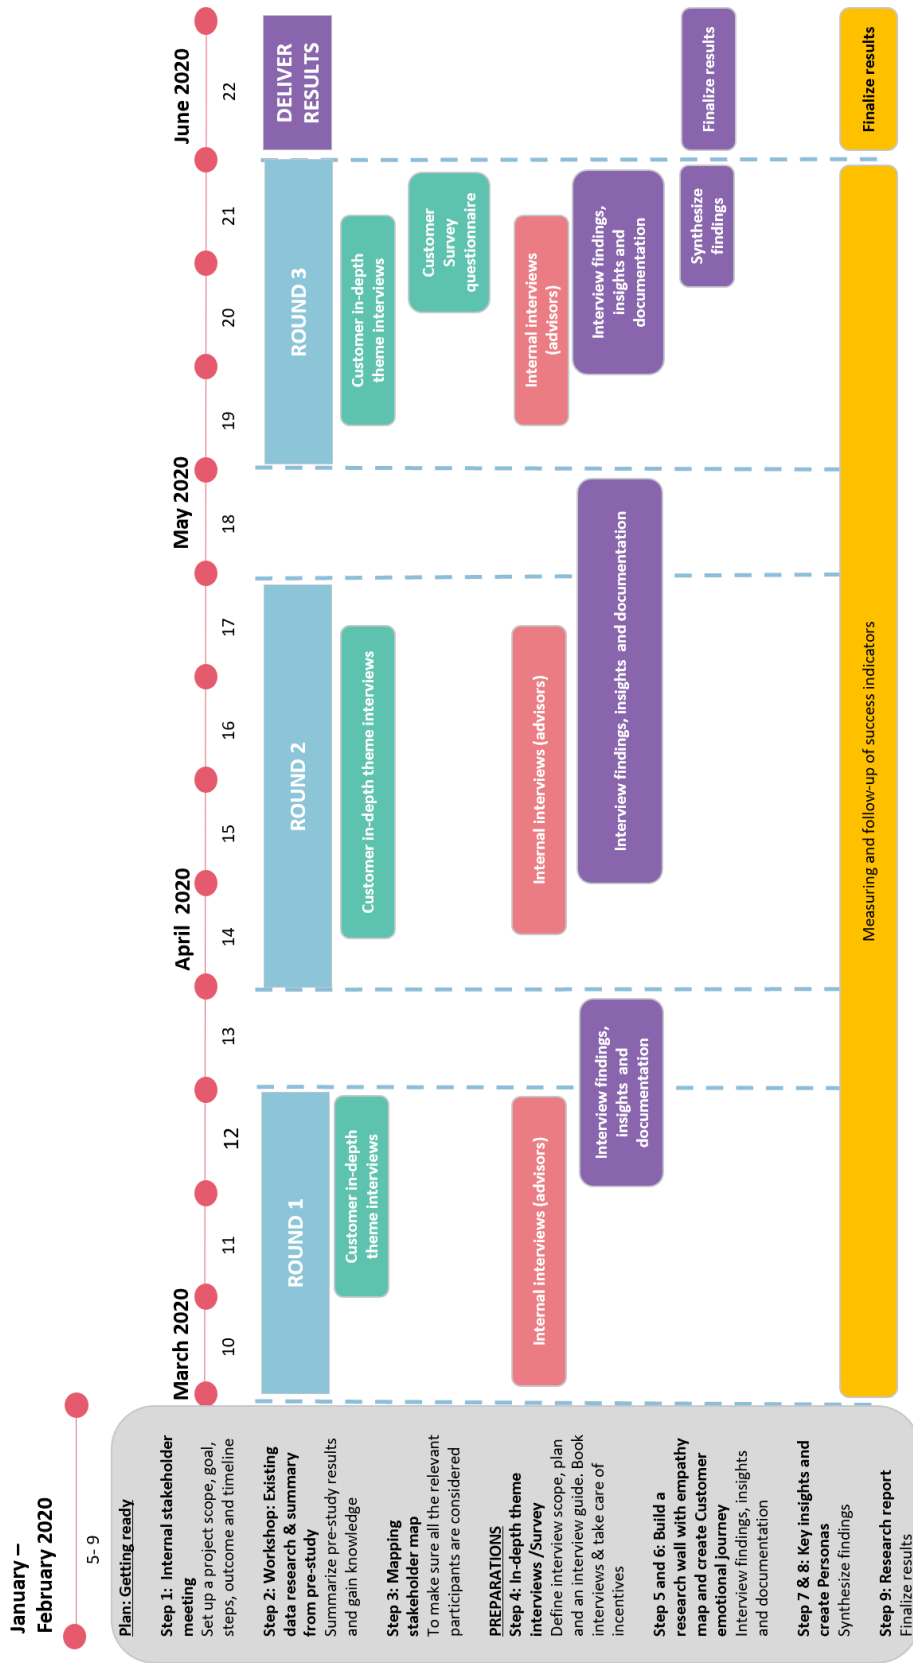 January –
February 2020
5- 9
March 2020
April  2020
May 2020
June 2020
10
11
12
13
14
15
16
17
18
19
20
21
22
Plan: Getting ready
Step 1:  Internal stakeholder
meeting
Set up a project scope, goal,
steps, outcome and timeline
Step 2: Workshop: Existing
data research & summary
from pre-study
Summarize pre-study results
and gain knowledge
Step 3: Mapping
stakeholder map
To make sure all the relevant
participants are considered
PREPARATIONS
Step 4: In-depth theme
interviews /Survey
Define interview scope, plan
and an interview guide. Book
interviews & take care of
incentives
Step 5 and 6: Build a
research wall with empathy
map and create Customer
emotional journey
Interview findings, insights
and documentation
Step 7 & 8: Key insights and
create Personas
Synthesize findings
Step 9: Research report
Finalize results
ROUND 1
ROUND 2
ROUND 3
DELIVER
RESULTS
Customer in-depth
theme interviews
Customer in-depth theme interviews
Customer in-depth
theme interviews
Customer
Survey
questionnaire
Internal interviews (advisors)
Internal interviews (advisors)
Internal interviews
(advisors)
Interview findings,
insights  and
documentation
Interview findings, insights  and documentation
Interview findings,
insights and
documentation
Synthesize
findings
Finalize results
Measuring and follow-up of success indicators
Finalize results